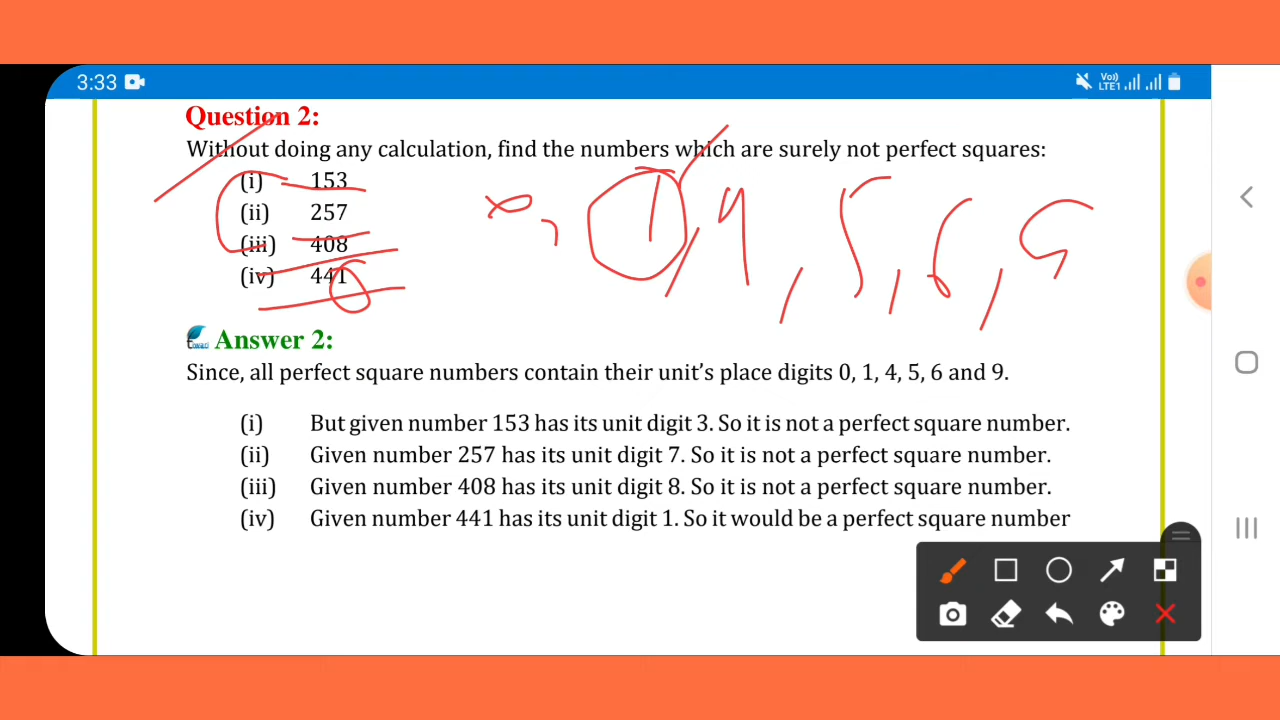 3:33
Vo))
LTE1
Question 2:
Without doing any calculation, find the numbers which are surely not perfect squares:
(i) 153
(ii) 257
(iii) 408
(iv) 441
1, 4, 5, 6, 9
Answer 2:
Since, all perfect square numbers contain their unit's place digits 0, 1, 4, 5, 6 and 9.
(i) But given number 153 has its unit digit 3. So it is not a perfect square number.
(ii) Given number 257 has its unit digit 7. So it is not a perfect square number.
(iii) Given number 408 has its unit digit 8. So it is not a perfect square number.
(iv) Given number 441 has its unit digit 1. So it would be a perfect square number